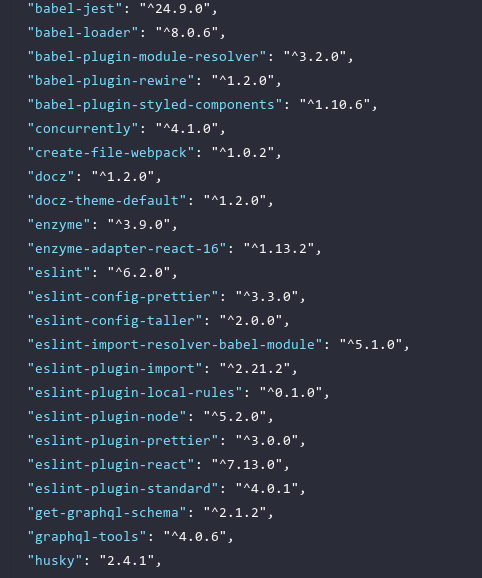 "babel-jest": "^24.9.0",
"babel-loader": "^8.0.6",
"babel-plugin-module-resolver": "^3.2.0",
"babel-plugin-rewire": "^1.2.0",
"babel-plugin-styled-components": "^1.10.6",
"concurrently": "^4.1.0",
"create-file-webpack": "^1.0.2",
"docz": "^1.2.0",
"docz-theme-default": "^1.2.0",
"enzyme": "^3.9.0",
"enzyme-adapter-react-16": "^1.13.2",
"eslint": "^6.2.0",
"eslint-config-prettier": "^3.3.0",
"eslint-config-taller": "^2.0.0",
"eslint-import-resolver-babel-module": "^5.1.0",
"eslint-plugin-import": "^2.21.2",
"eslint-plugin-local-rules": "^0.1.0",
"eslint-plugin-node": "^5.2.0",
"eslint-plugin-prettier": "^3.0.0",
"eslint-plugin-react": "^7.13.0",
"eslint-plugin-standard": "^4.0.1",
"get-graphql-schema": "^2.1.2",
"graphql-tools": "^4.0.6",
"husky": "2.4.1",